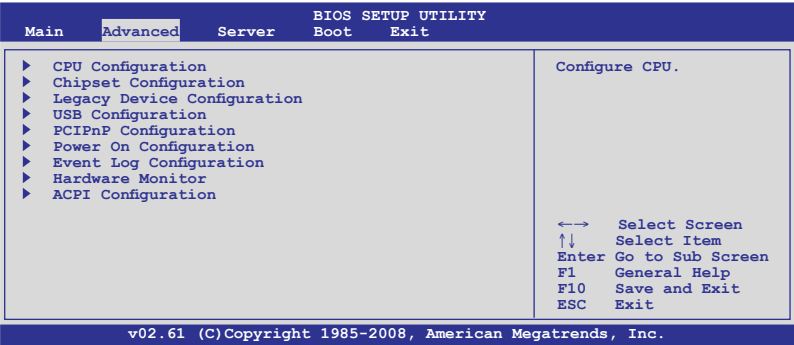 BIOS SETUP UTILITY
Main Advanced Server Boot Exit
CPU Configuration
Chipset Configuration
Legacy Device Configuration
USB Configuration
PCIPnP Configuration
Power On Configuration
Event Log Configuration
Hardware Monitor
ACPI Configuration
Configure CPU.
←→ Select Screen
↑↓ Select Item
Enter Go to Sub Screen
F1 General Help
F10 Save and Exit
ESC Exit
v02.61 (C)Copyright 1985-2008, American Megatrends, Inc.